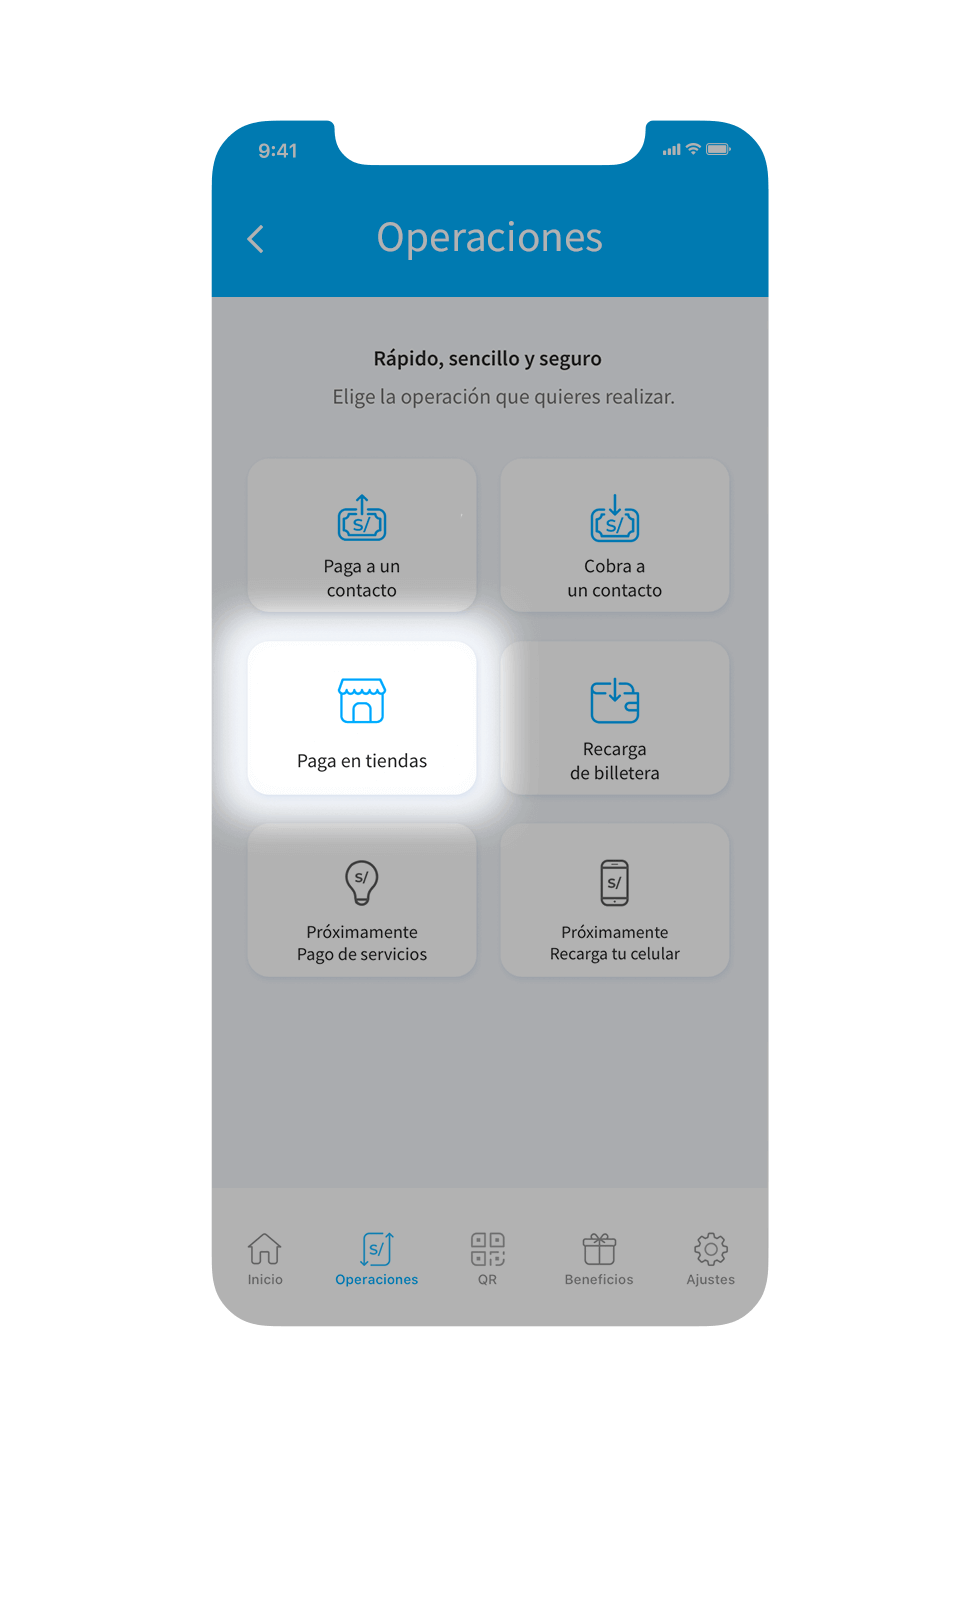 9:41
Operaciones
Rápido, sencillo y seguro
Elige la operación que quieres realizar.
S/
Paga a un
contacto
S/
Cobra a
un contacto
Paga en tiendas
Recarga
de billetera
S/
Próximamente
Pago de servicios
S/
Próximamente
Recarga tu celular
Inicio
S/
Operaciones
QR
Beneficios
Ajustes